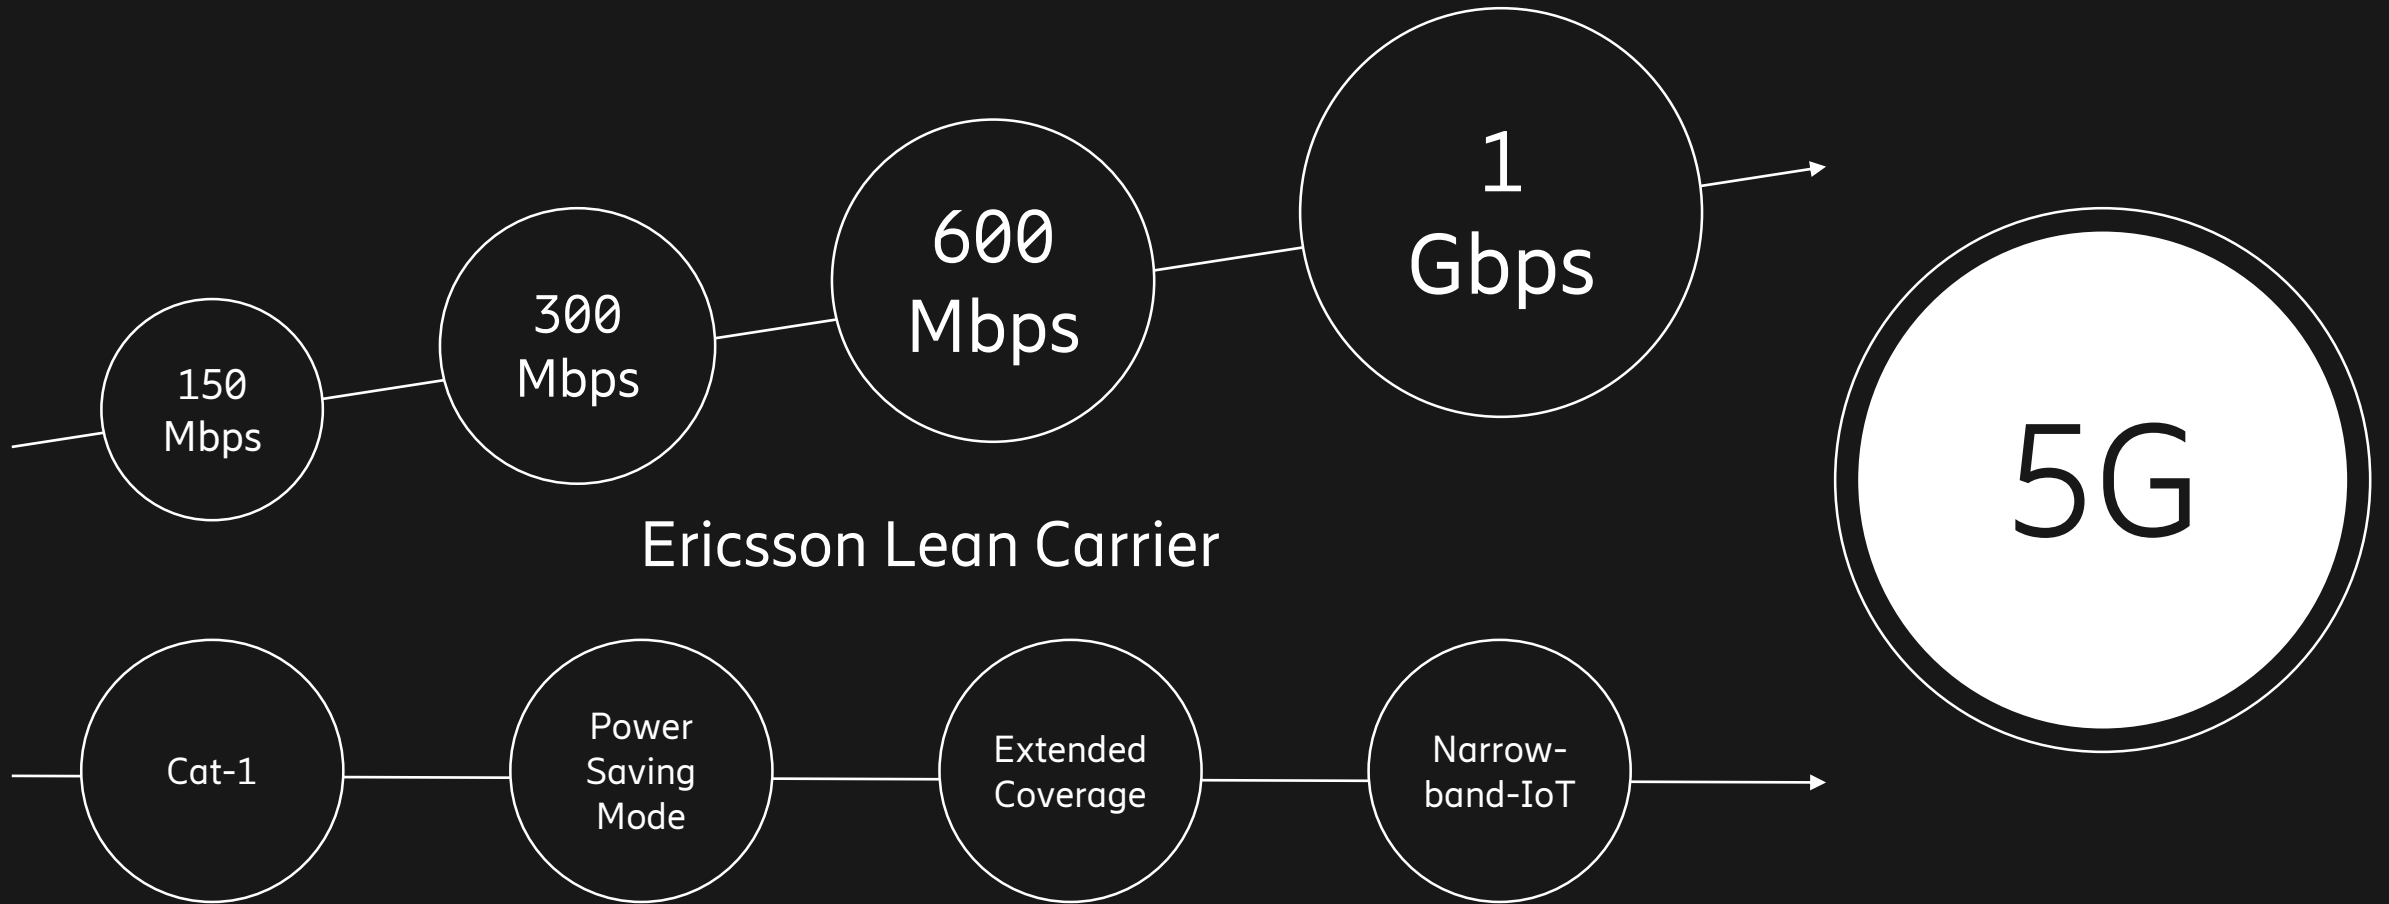 150
Mbps
300
Mbps
600
Mbps
1
Gbps
Ericsson Lean Carrier
5G
Cat-1
Power
Saving
Mode
Extended
Coverage
Narrow-
band-IoT